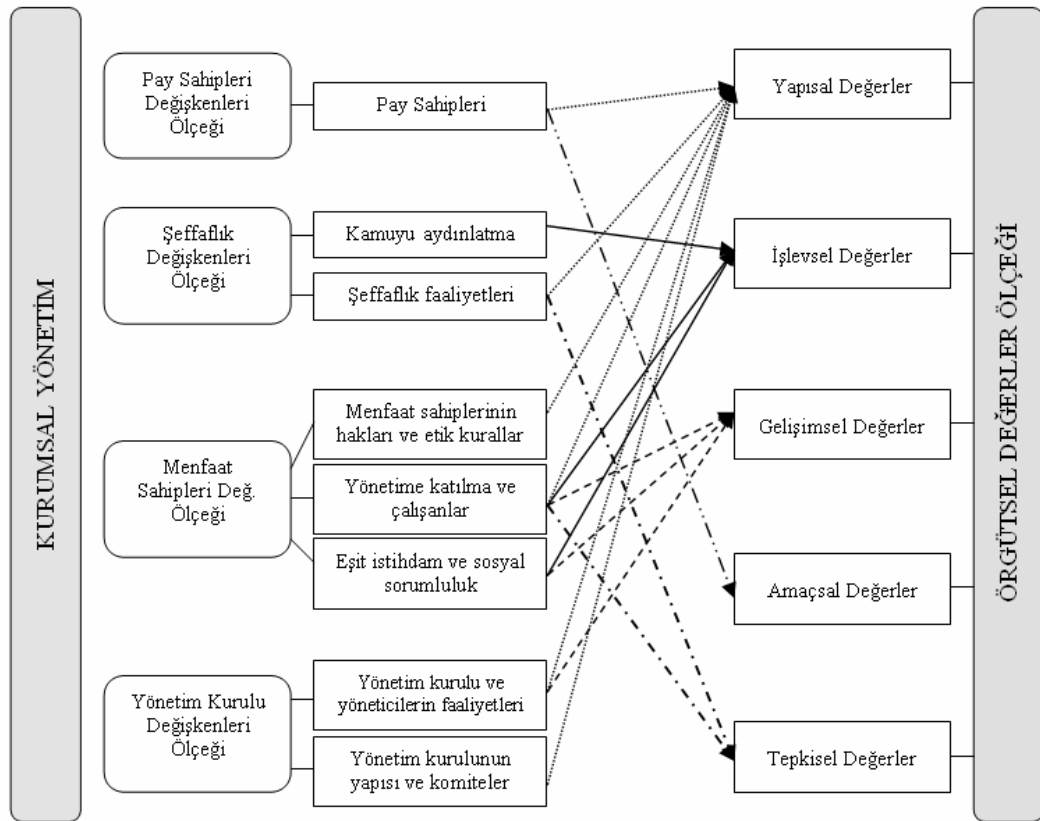 KURUMSAL YÖNETİM
Pay Sahipleri
Değişkenleri
Ölçeği
Pay Sahipleri
Şeffaflık
Değişkenleri
Ölçeği
Kamuyu aydınlatma
Şeffaflık faaliyetleri
Menfaat
Sahipleri Değ.
Ölçeği
Menfaat sahiplerinin
hakları ve etik kurallar
Yönetime katılma ve
çalışanlar
Eşit istihdam ve sosyal
sorumluluk
Yönetim Kurulu
Değişkenleri
Ölçeği
Yönetim kurulu ve
yöneticilerin faaliyetleri
Yönetim kurulunun
yapısı ve komiteler
Yapısal Değerler
İşlevsel Değerler
Gelişimsel Değerler
Amaçsal Değerler
Tepkisel Değerler
ÖRGÜTSEL DEĞERLER ÖLÇEĞİ